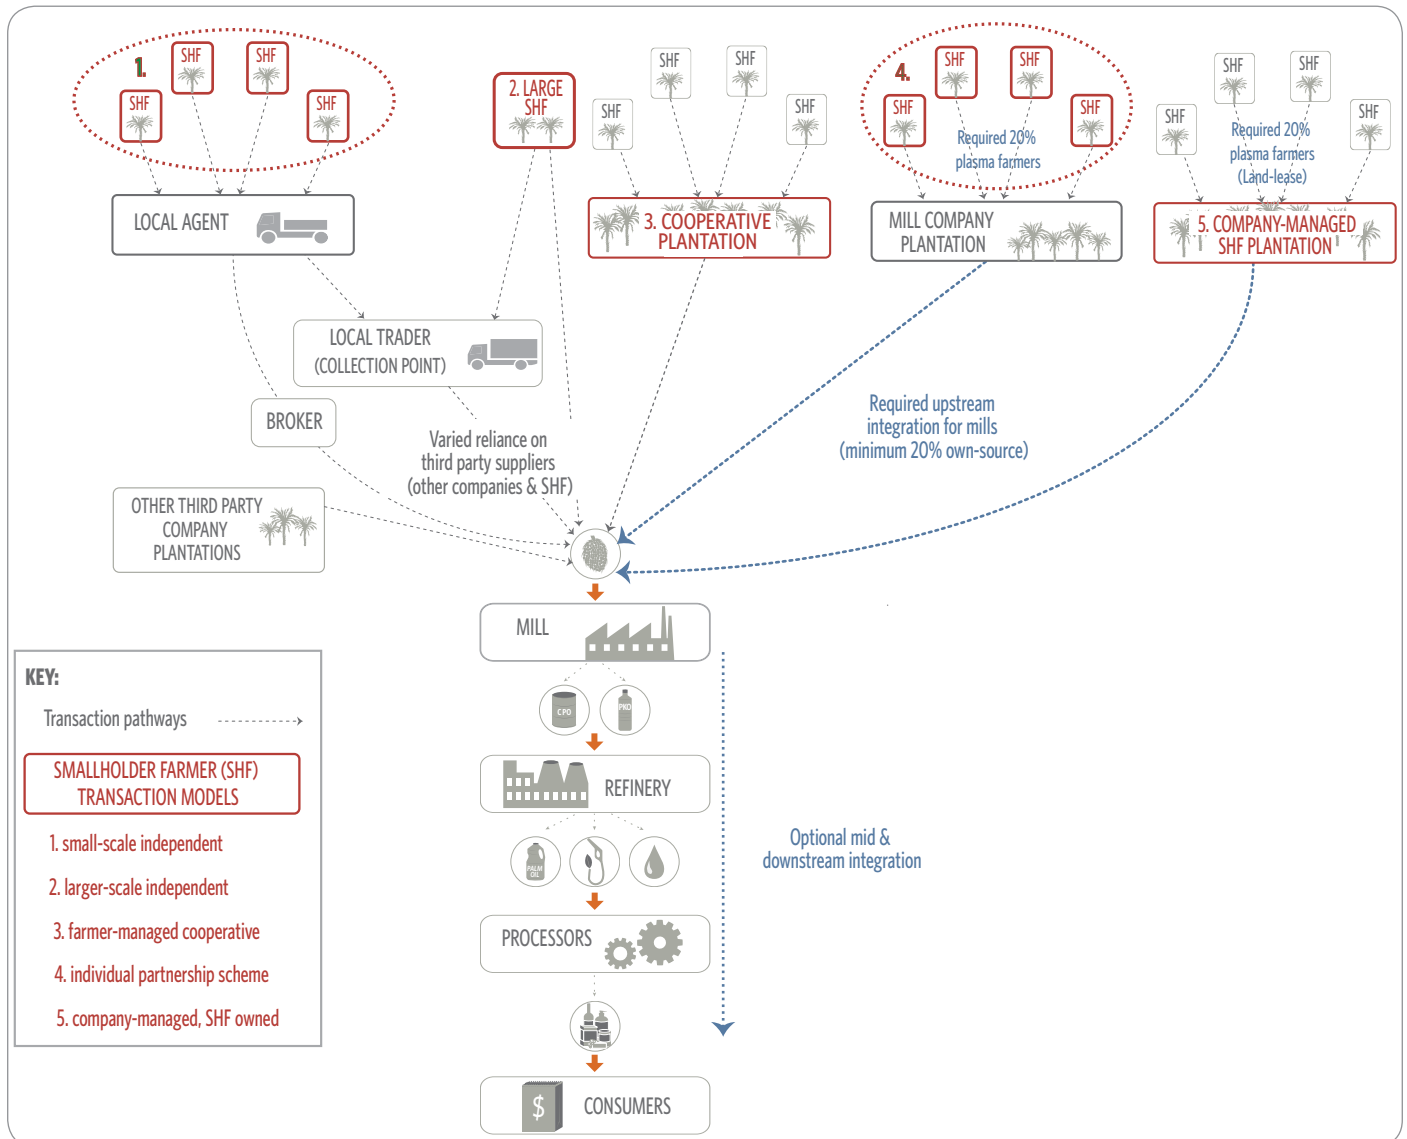 1.
SHF
SHF
SHF
SHF
2. LARGE
SHF
SHF
SHF
SHF
SHF
4.
SHF
SHF
SHF
SHF
Required 20%
plasma farmers
SHF
SHF
SHF
SHF
Required 20%
plasma farmers
(Land-lease)
LOCAL AGENT
3. COOPERATIVE
PLANTATION
MILL COMPANY
PLANTATION
5. COMPANY-MANAGED
SHF PLANTATION
LOCAL TRADER
(COLLECTION POINT)
BROKER
Varied reliance on
third party suppliers
(other companies & SHF)
Required upstream
integration for mills
(minimum 20% own-source)
OTHER THIRD PARTY
COMPANY
PLANTATIONS
MILL
CPO
PKO
REFINERY
PALM
OIL
Optional mid &
downstream integration
PROCESSORS
$
CONSUMERS
KEY:
Transaction pathways
SMALLHOLDER FARMER (SHF)
TRANSACTION MODELS
1. small-scale independent
2. larger-scale independent
3. farmer-managed cooperative
4. individual partnership scheme
5. company-managed, SHF owned